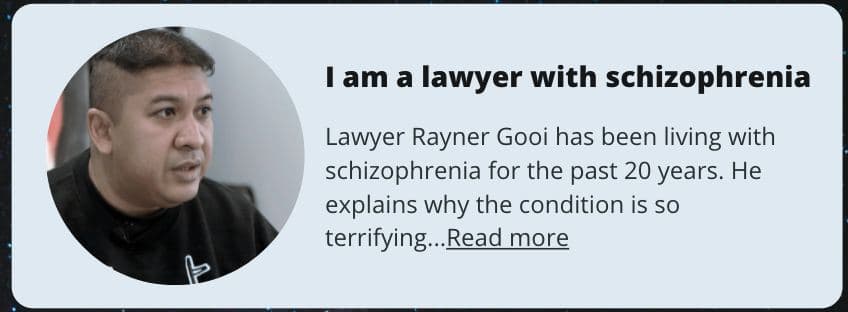 I am a lawyer with schizophrenia
Lawyer Rayner Gooi has been living with
schizophrenia for the past 20 years. He
explains why the condition is so
terrifying...Read more